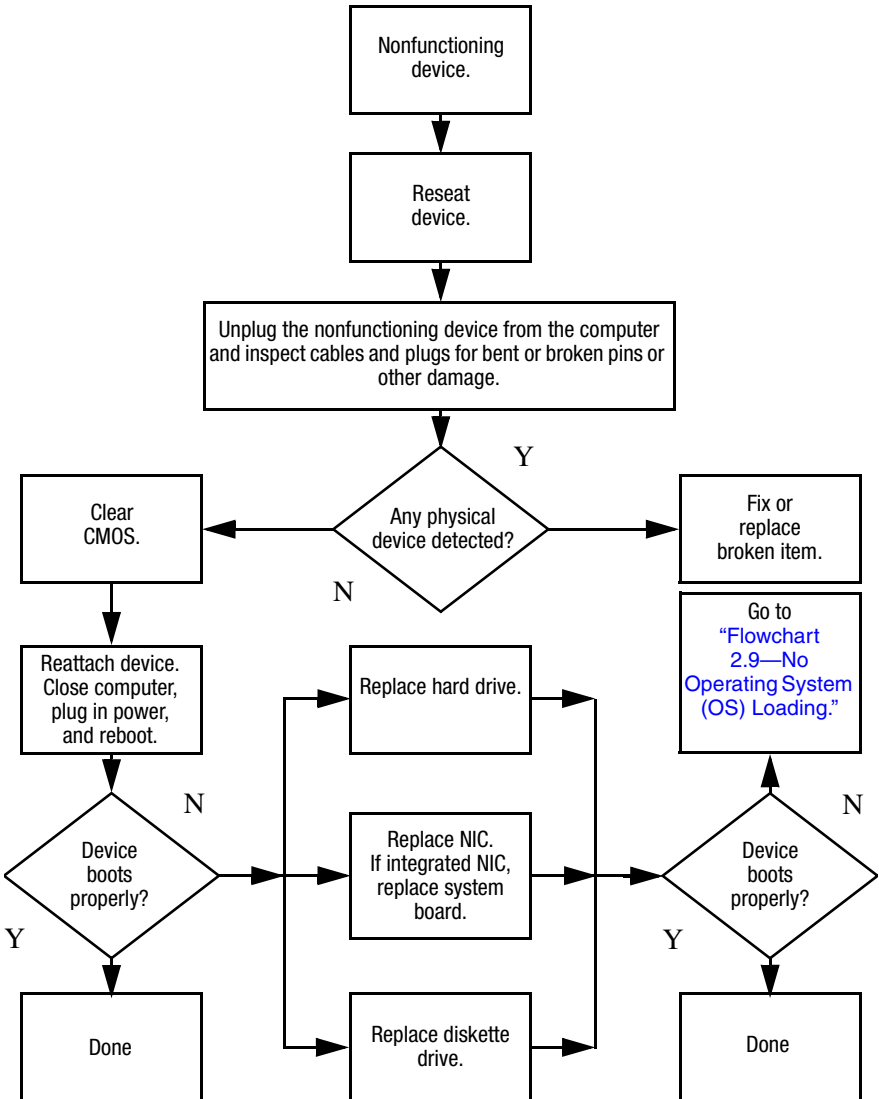 Nonfunctioning
device.
Reseat
device.
Unplug the nonfunctioning device from the computer
and inspect cables and plugs for bent or broken pins or
other damage.
Y
Clear
CMOS.
Any physical
device detected?
Fix or
replace
broken item.
N
Go to
“Flowchart
2.9—No
Operating System
(OS) Loading.”
Reattach device.
Close computer,
plug in power,
and reboot.
Replace hard drive.
N
N
Device
boots
properly?
Replace NIC.
If integrated NIC,
replace system
board.
Device
boots
properly?
Y
Y
Done
Replace diskette
drive.
Done